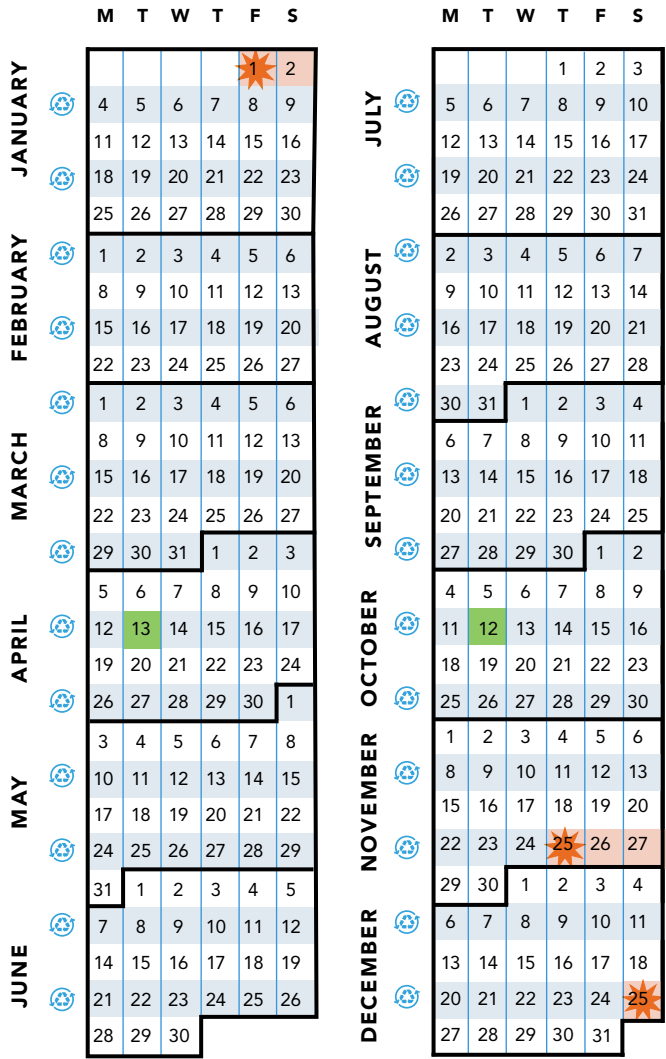 M T W T F S
JANUARY
1 2
4 5 6 7 8 9
11 12 13 14 15 16
18 19 20 21 22 23
25 26 27 28 29 30
FEBRUARY
1 2 3 4 5 6
8 9 10 11 12 13
15 16 17 18 19 20
22 23 24 25 26 27
MARCH
1 2 3 4 5 6
8 9 10 11 12 13
15 16 17 18 19 20
22 23 24 25 26 27
29 30 31 1 2 3
APRIL
5 6 7 8 9 10
12 13 14 15 16 17
19 20 21 22 23 24
26 27 28 29 30 1
MAY
3 4 5 6 7 8
10 11 12 13 14 15
17 18 19 20 21 22
24 25 26 27 28 29
31 1 2 3 4 5
JUNE
7 8 9 10 11 12
14 15 16 17 18 19
21 22 23 24 25 26
28 29 30
M T W T F S
JULY
1 2 3
5 6 7 8 9 10
12 13 14 15 16 17
19 20 21 22 23 24
26 27 28 29 30 31
AUGUST
2 3 4 5 6 7
9 10 11 12 13 14
16 17 18 19 20 21
23 24 25 26 27 28
30 31 1 2 3 4
SEPTEMBER
6 7 8 9 10 11
13 14 15 16 17 18
20 21 22 23 24 25
27 28 29 30 1 2
OCTOBER
4 5 6 7 8 9
11 12 13 14 15 16
18 19 20 21 22 23
25 26 27 28 29 30
NOVEMBER
1 2 3 4 5 6
8 9 10 11 12 13
15 16 17 18 19 20
22 23 24 25 26 27
29 30 1 2 3 4
DECEMBER
6 7 8 9 10 11
13 14 15 16 17 18
20 21 22 23 24 25
27 28 29 30 31